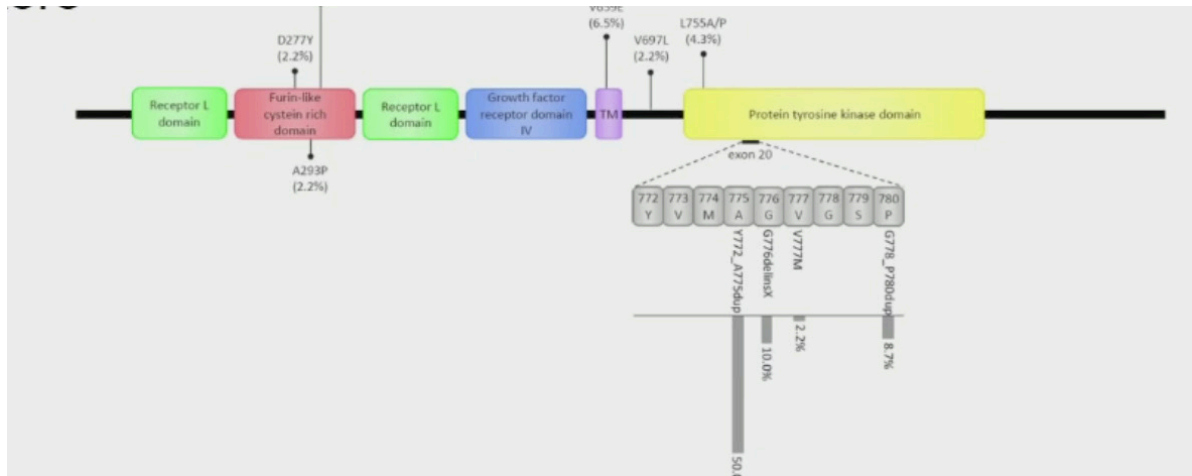 D277Y
(2.2%)
(6.5%)
V697L
(2.2%)
L755A/P
(4.3%)
Receptor L
domain
Furin-like
cystein rich
domain
Receptor L
domain
Growth factor
receptor domain
IV
TM
Protein tyrosine kinase domain
A293P
(2.2%)
exon 20
772 773 774 775 776 777 778 779 780
Y V M A G V G S P
Y772_A775dup
G776delinsX
V777M
G778_P780dup
10.0%
2.2%
8.7%